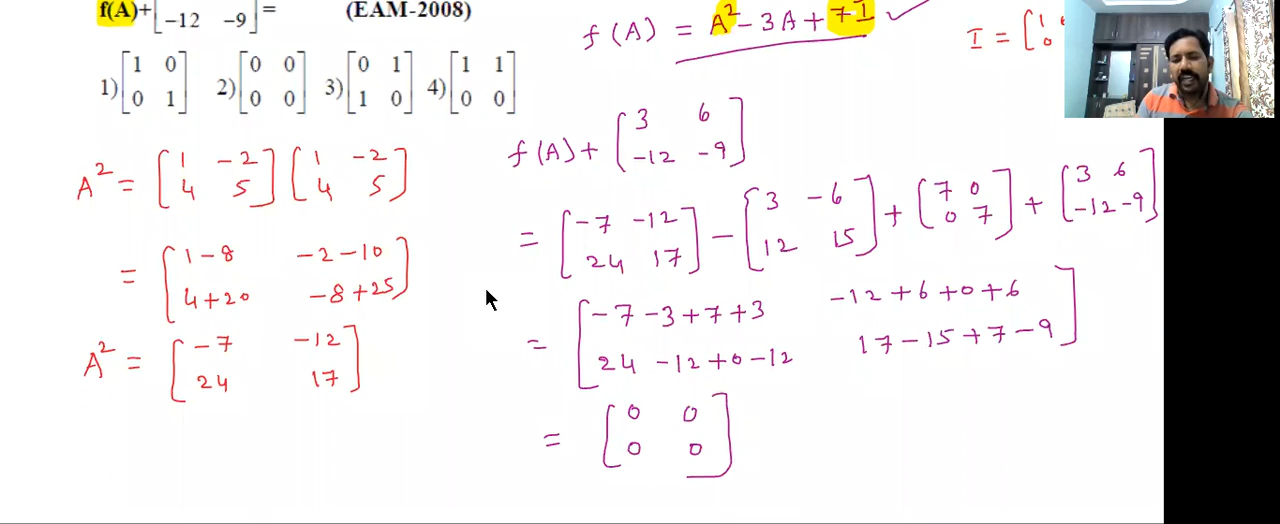 f(A)+[ -12 -9 ]= (EAM-2008)
1) [1 0; 0 1] 2) [0 0; 0 0] 3) [0 1; 1 0] 4) [1 1; 0 0]
f(A) = A² - 3A + 7I ✓
I = [1
0
A² = [1 -2; 4 5] [1 -2; 4 5]
= [1-8 -2-10; 4+20 -8+25]
A² = [-7 -12; 24 17]
f(A) + [3 6; -12 -9]
= [-7 -12; 24 17] - [3 -6; 12 15] + [7 0; 0 7] + [3 6; -12 -9]
= [-7-3+7+3 -12+6+0+6; 24-12+0-12 17-15+7-9]
= [0 0; 0 0]